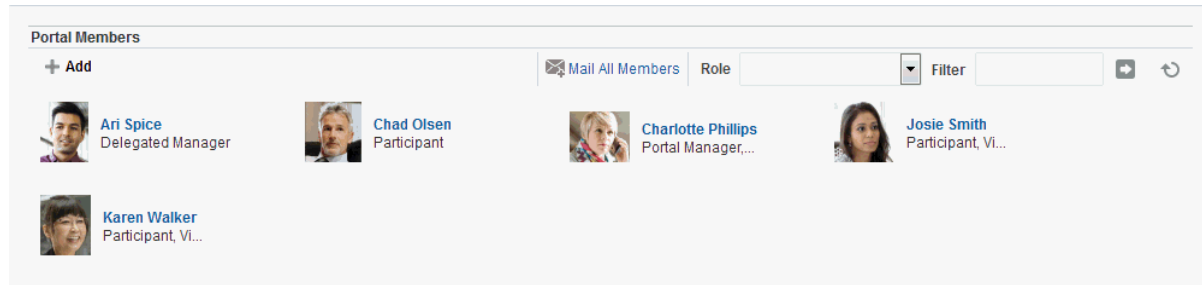 Portal Members
Add Mail All Members Role Filter
Ari Spice Chad Olsen Charlotte Phillips Josie Smith
Delegated Manager Participant Portal Manager,... Participant, Vi...
Karen Walker
Participant, Vi...